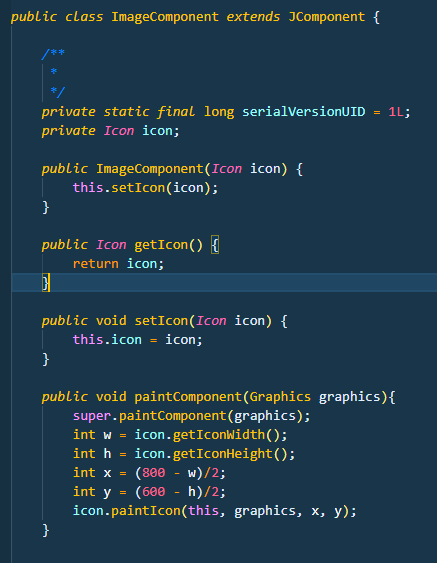 public class ImageComponent extends JComponent {
/**
*
*/
private static final long serialVersionUID = 1L;
private Icon icon;
public ImageComponent(Icon icon) {
this.setIcon(icon);
}
public Icon getIcon() {
return icon;
}
public void setIcon(Icon icon) {
this.icon = icon;
}
public void paintComponent(Graphics graphics){
super.paintComponent(graphics);
int w = icon.getIconWidth();
int h = icon.getIconHeight();
int x = (800 - w)/2;
int y = (600 - h)/2;
icon.paintIcon(this, graphics, x, y);
}